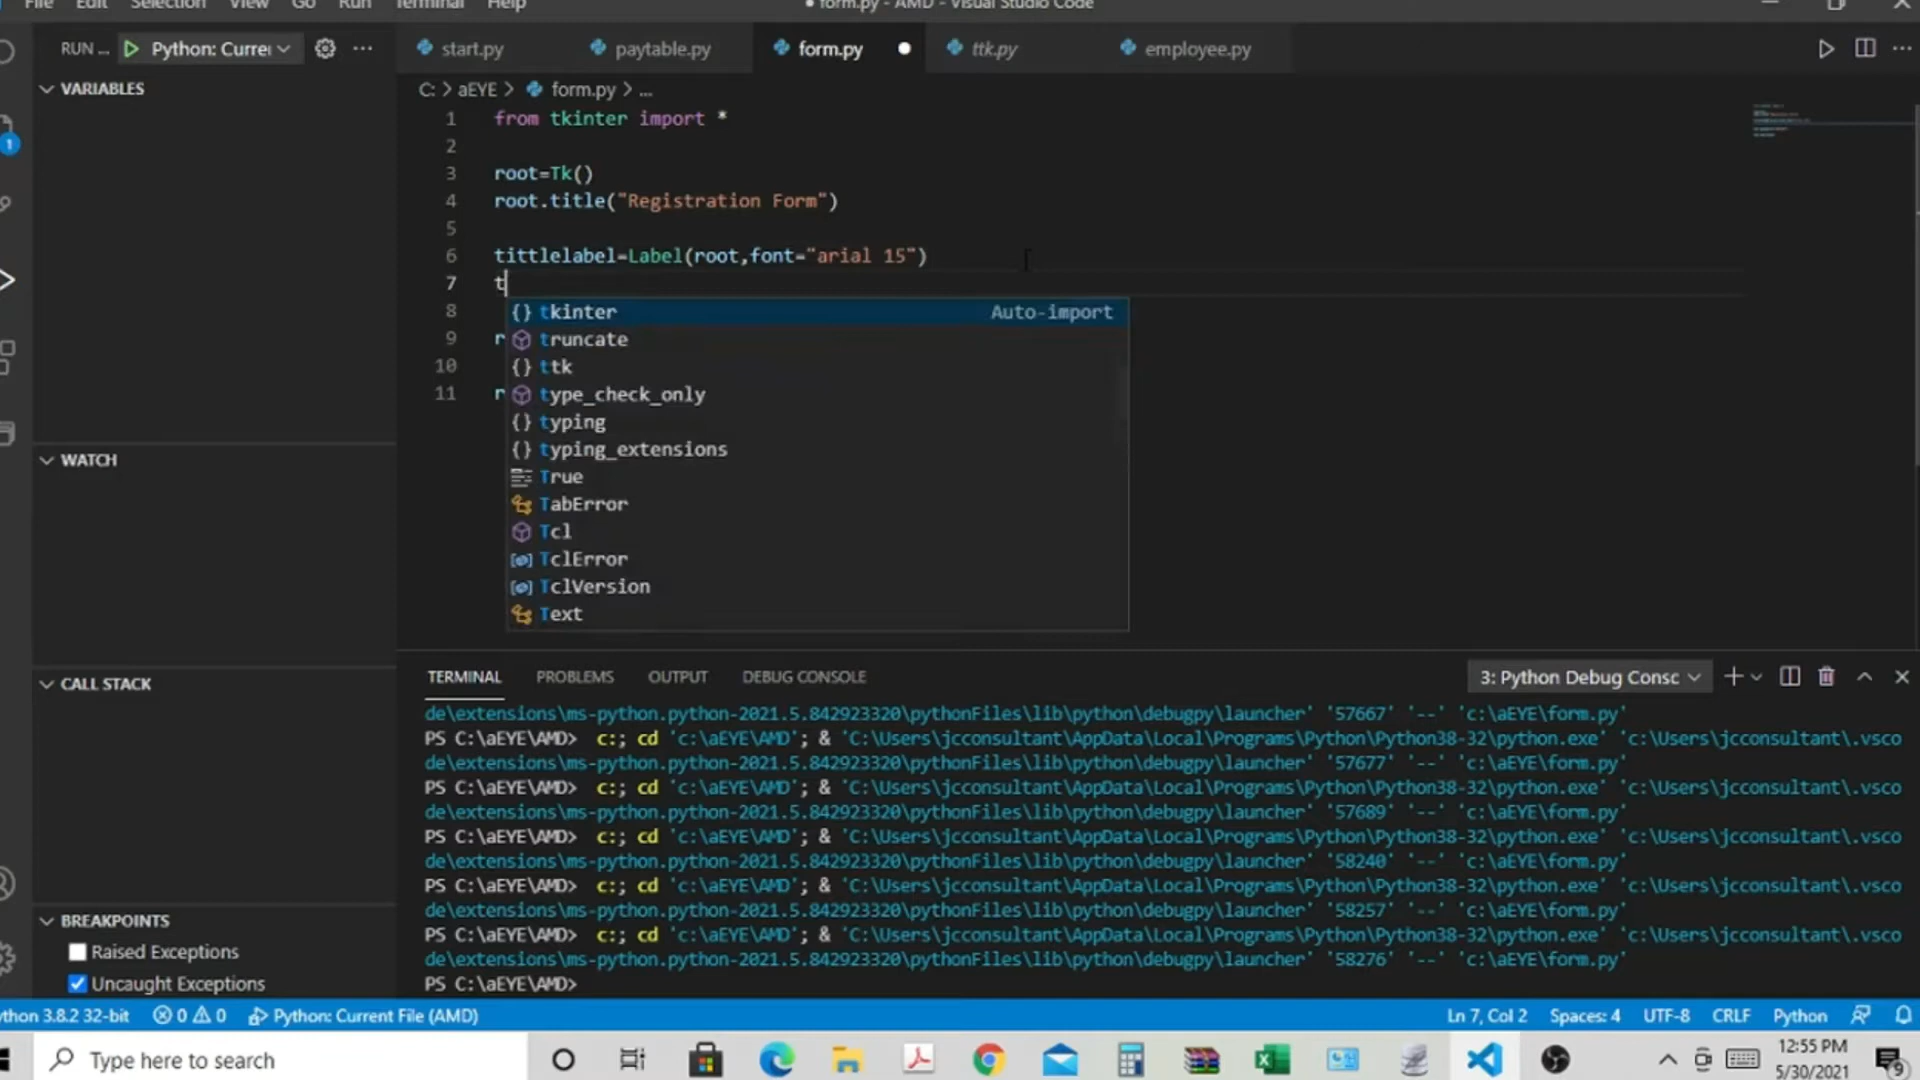 File Edit Selection View Go Run Terminal Help
form.py - AMD - Visual Studio Code
RUN ... Python: Currer
start.py
paytable.py
form.py
ttk.py
employee.py
VARIABLES
C: > aEYE > form.py > ...
1 from tkinter import *
2
3 root=Tk()
4 root.title("Registration Form")
5
6 tittlelabel=Label(root,font="arial 15")
7 t
8
9 r
10
11 r
tkinter Auto-import
truncate
ttk
type_check_only
typing
typing_extensions
True
TabError
Tcl
TclError
TclVersion
Text
1
WATCH
CALL STACK
BREAKPOINTS
Raised Exceptions
Uncaught Exceptions
TERMINAL PROBLEMS OUTPUT DEBUG CONSOLE
3: Python Debug Consc
de\extensions\ms-python.python-2021.5.842923320\pythonFiles\lib\python\debugpy\launcher' '57667' '--' 'c:\aEYE\form.py'
PS C:\aEYE\AMD> c:; cd 'c:\aEYE\AMD'; & 'C:\Users\jcconsultant\AppData\Local\Programs\Python\Python38-32\python.exe' 'c:\Users\jcconsultant\.vsco
de\extensions\ms-python.python-2021.5.842923320\pythonFiles\lib\python\debugpy\launcher' '57677' '--' 'c:\aEYE\form.py'
PS C:\aEYE\AMD> c:; cd 'c:\aEYE\AMD'; & 'C:\Users\jcconsultant\AppData\Local\Programs\Python\Python38-32\python.exe' 'c:\Users\jcconsultant\.vsco
de\extensions\ms-python.python-2021.5.842923320\pythonFiles\lib\python\debugpy\launcher' '57689' '--' 'c:\aEYE\form.py'
PS C:\aEYE\AMD> c:; cd 'c:\aEYE\AMD'; & 'C:\Users\jcconsultant\AppData\Local\Programs\Python\Python38-32\python.exe' 'c:\Users\jcconsultant\.vsco
de\extensions\ms-python.python-2021.5.842923320\pythonFiles\lib\python\debugpy\launcher' '58240' '--' 'c:\aEYE\form.py'
PS C:\aEYE\AMD> c:; cd 'c:\aEYE\AMD'; & 'C:\Users\jcconsultant\AppData\Local\Programs\Python\Python38-32\python.exe' 'c:\Users\jcconsultant\.vsco
de\extensions\ms-python.python-2021.5.842923320\pythonFiles\lib\python\debugpy\launcher' '58257' '--' 'c:\aEYE\form.py'
PS C:\aEYE\AMD> c:; cd 'c:\aEYE\AMD'; & 'C:\Users\jcconsultant\AppData\Local\Programs\Python\Python38-32\python.exe' 'c:\Users\jcconsultant\.vsco
de\extensions\ms-python.python-2021.5.842923320\pythonFiles\lib\python\debugpy\launcher' '58276' '--' 'c:\aEYE\form.py'
PS C:\aEYE\AMD>
ython 3.8.2 32-bit 0 0 Python: Current File (AMD) Ln 7, Col 2 Spaces: 4 UTF-8 CRLF Python
Type here to search
12:55 PM
5/30/2021
9